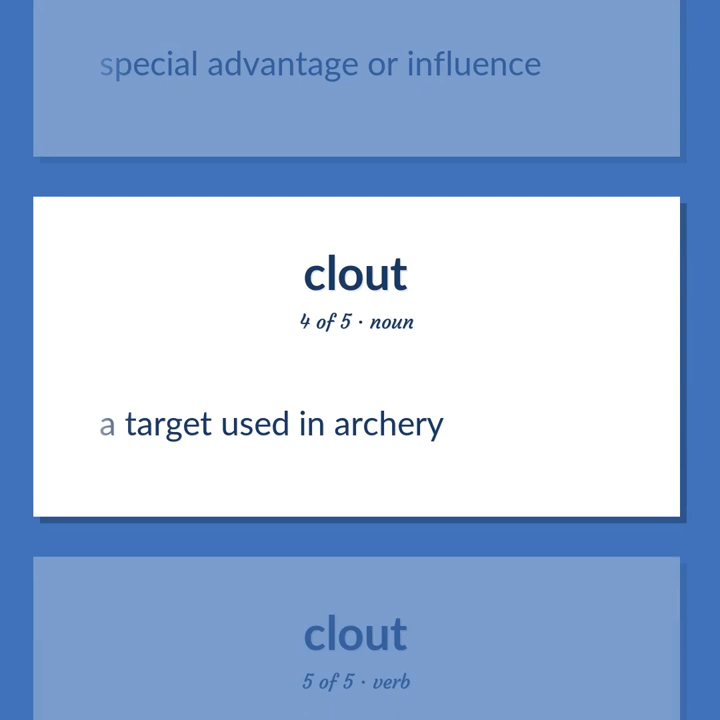 special advantage or influence
clout
4 of 5 · noun
a target used in archery
clout
5 of 5 · verb